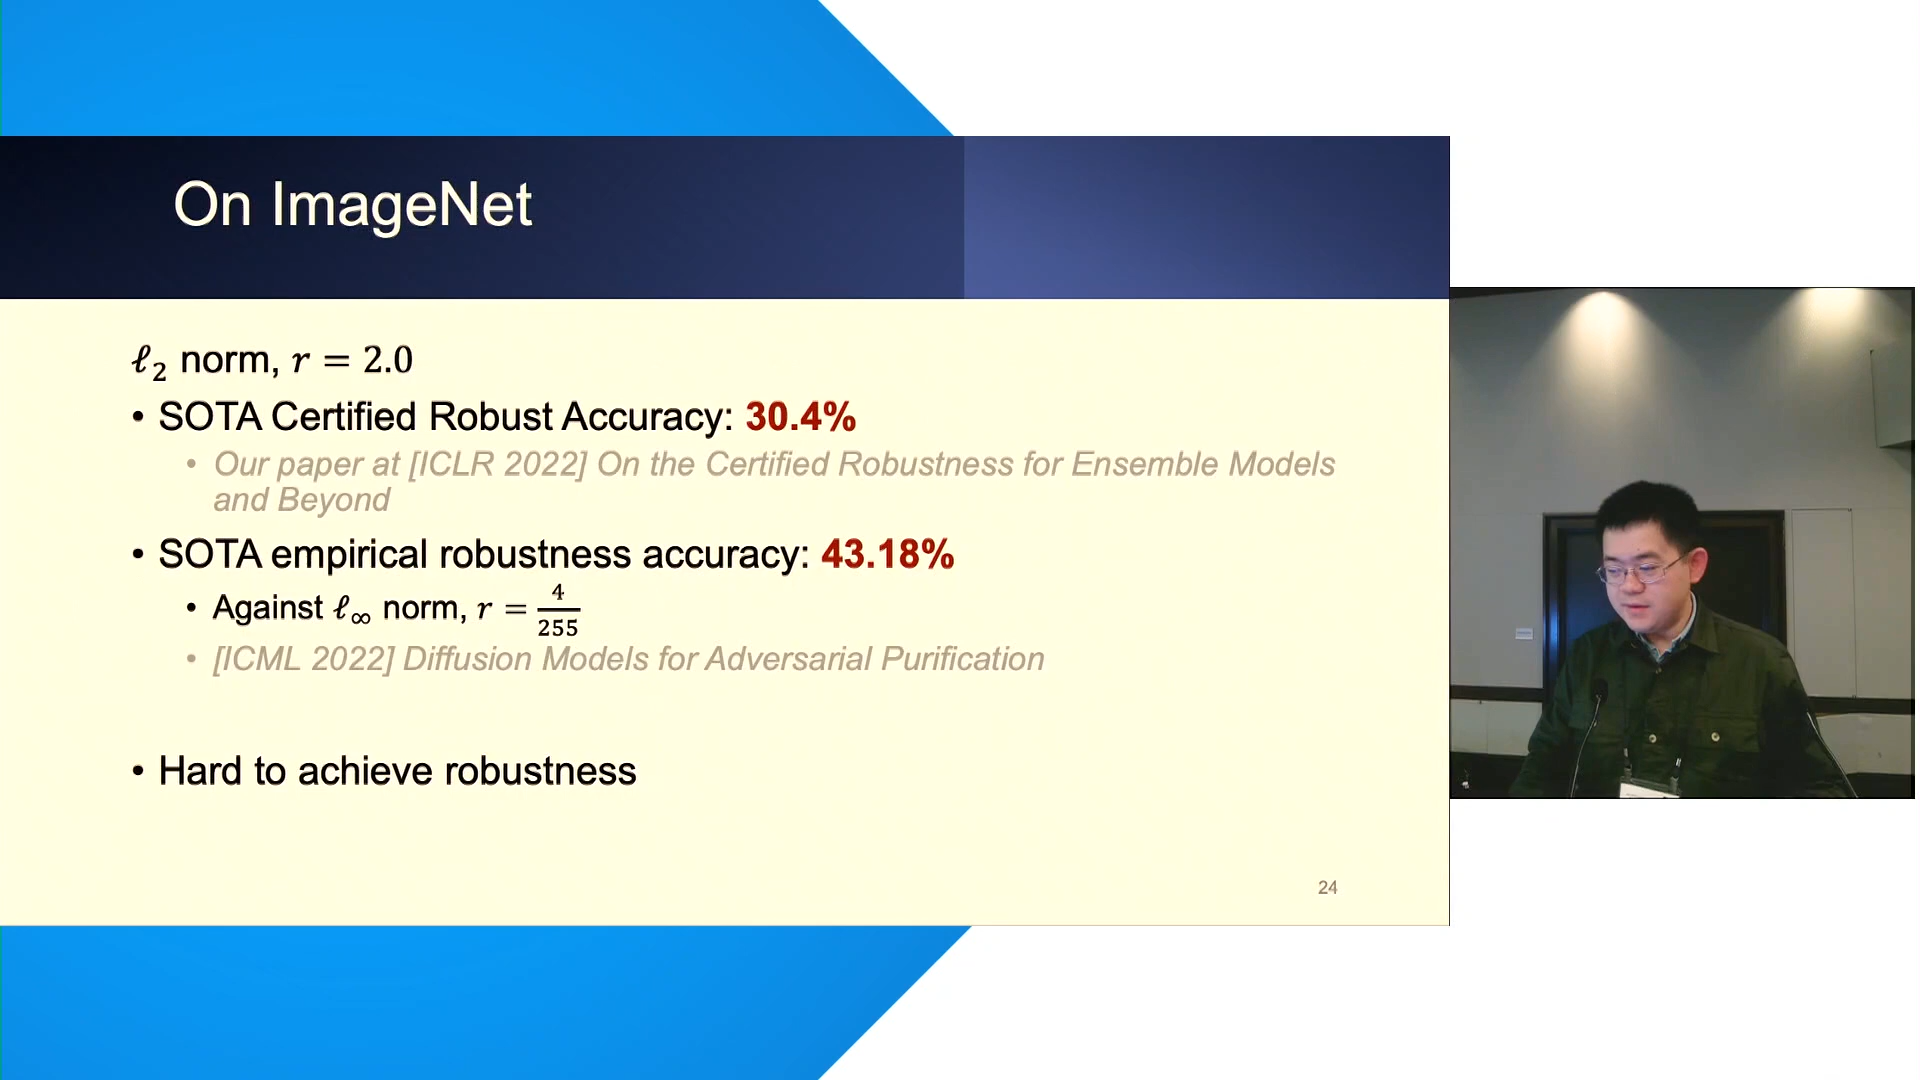 On ImageNet
ℓ₂ norm, r = 2.0
• SOTA Certified Robust Accuracy: 30.4%
• Our paper at [ICLR 2022] On the Certified Robustness for Ensemble Models
and Beyond
• SOTA empirical robustness accuracy: 43.18%
• Against ℓ∞ norm, r = 4/255
• [ICML 2022] Diffusion Models for Adversarial Purification
• Hard to achieve robustness
24